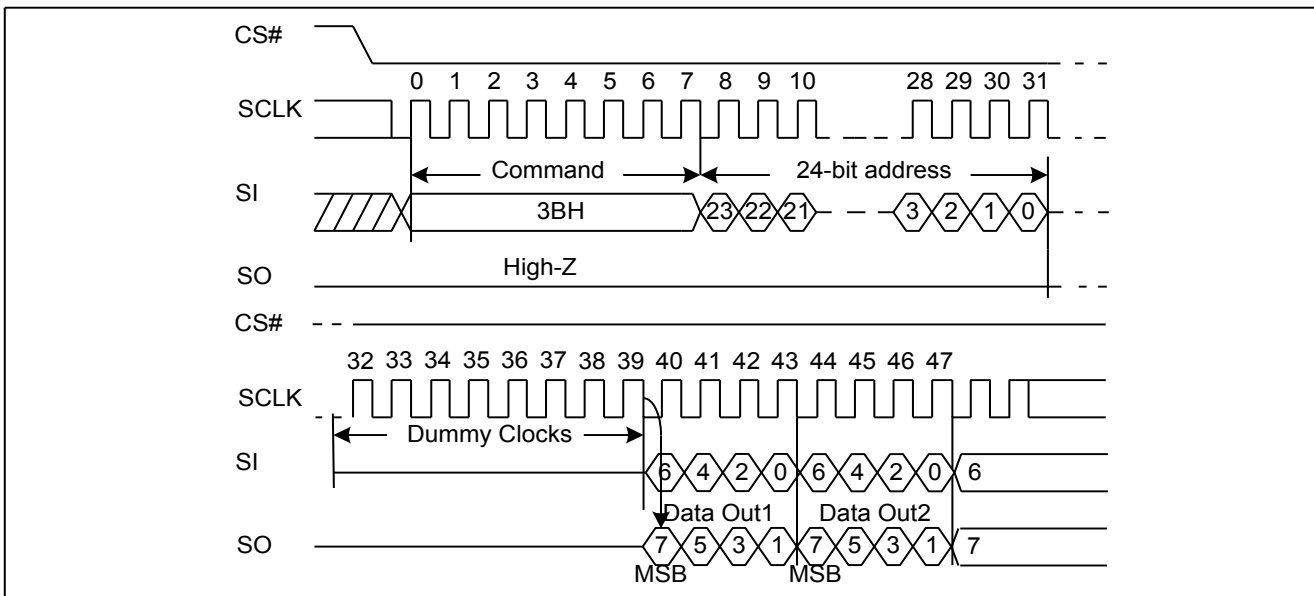 CS#
0 1 2 3 4 5 6 7 8 9 10 28 29 30 31
SCLK
Command 24-bit address
SI
3BH 23 22 21 3 2 1 0
High-Z
SO
CS#
32 33 34 35 36 37 38 39 40 41 42 43 44 45 46 47
SCLK
Dummy Clocks
SI
6 4 2 0 6 4 2 0 6
Data Out1 Data Out2
SO
7 5 3 1 7 5 3 1 7
MSB MSB